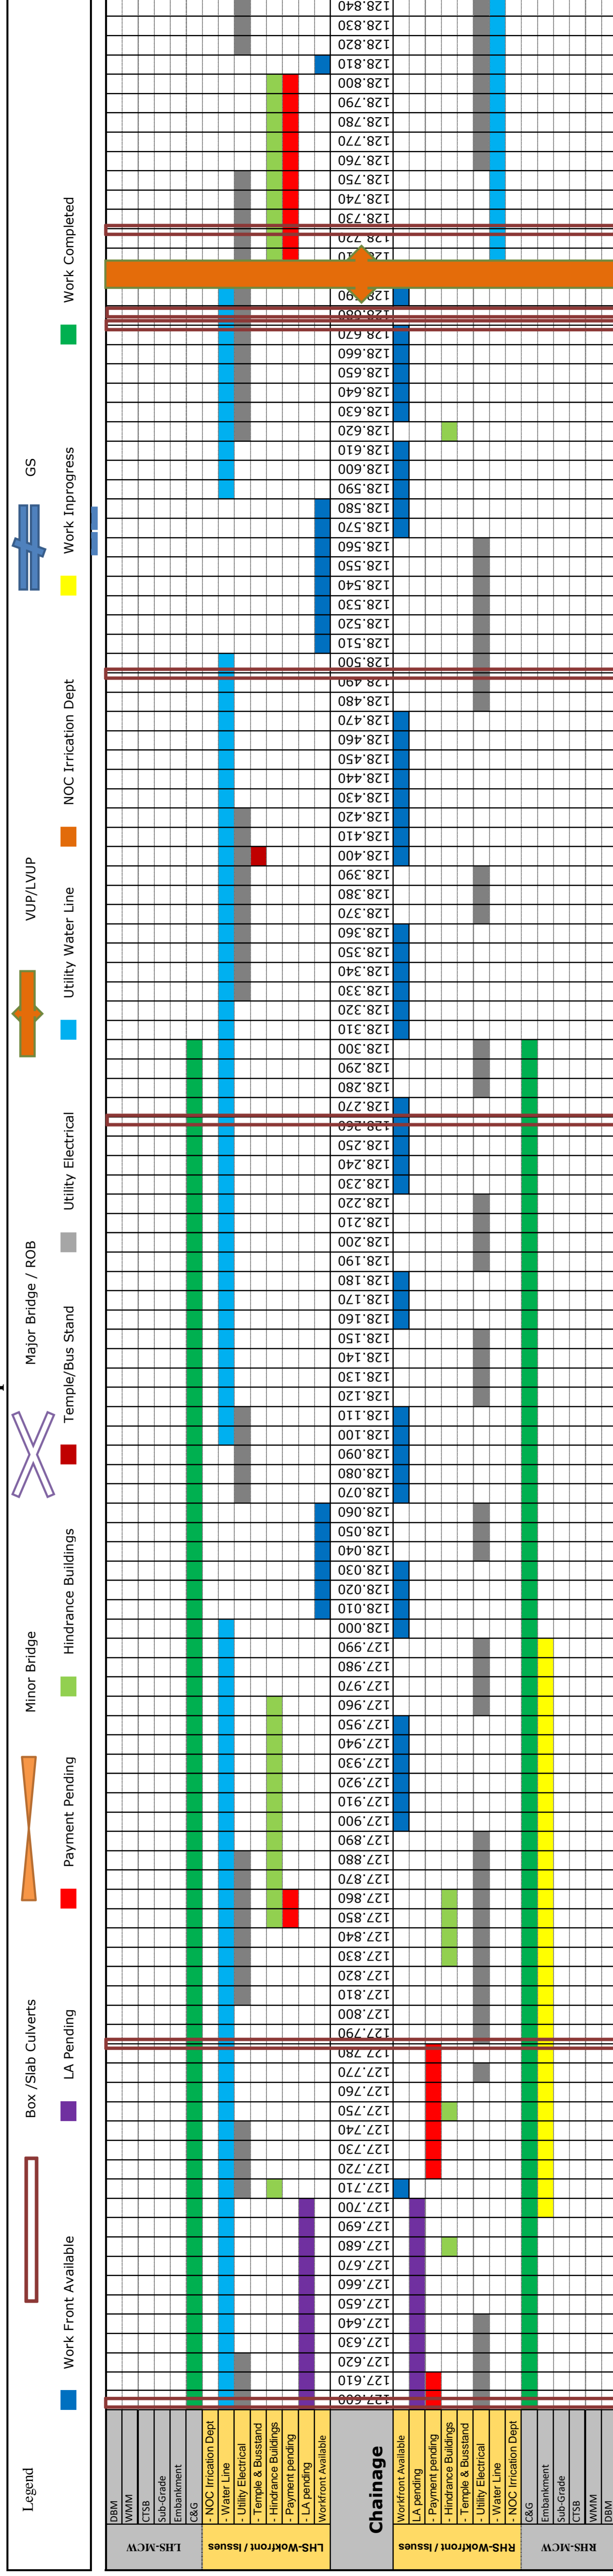 Legend
Box /Slab Culverts
Minor Bridge
Major Bridge / ROB
VUP/LVUP
GS
Work Front Available
LA Pending
Payment Pending
Hindrance Buildings
Temple/Bus Stand
Utility Electrical
Utility Water Line
NOC Irrication Dept
Work Inprogress
Work Completed
LHS-MCW
DBM
WMM
CTSB
Sub-Grade
Embankment
C&G
LHS-Wokfront / Issues
- NOC Irrication Dept
- Water Line
- Utility Electrical
- Temple & Busstand
- Hindrance Buildings
- Payment pending
- LA pending
Workfront Available
Chainage
127.600
127.610
127.620
127.630
127.640
127.650
127.660
127.670
127.680
127.690
127.700
127.710
127.720
127.730
127.740
127.750
127.760
127.770
127.780
127.790
127.800
127.810
127.820
127.830
127.840
127.850
127.860
127.870
127.880
127.890
127.900
127.910
127.920
127.930
127.940
127.950
127.960
127.970
127.980
127.990
128.000
128.010
128.020
128.030
128.040
128.050
128.060
128.070
128.080
128.090
128.100
128.110
128.120
128.130
128.140
128.150
128.160
128.170
128.180
128.190
128.200
128.210
128.220
128.230
128.240
128.250
128.260
128.270
128.280
128.290
128.300
128.310
128.320
128.330
128.340
128.350
128.360
128.370
128.380
128.390
128.400
128.410
128.420
128.430
128.440
128.450
128.460
128.470
128.480
128.490
128.500
128.510
128.520
128.530
128.540
128.550
128.560
128.570
128.580
128.590
128.600
128.610
128.620
128.630
128.640
128.650
128.660
128.670
128.680
128.720
128.730
128.740
128.750
128.760
128.770
128.780
128.790
128.800
128.810
128.820
128.830
128.840
RHS-Wokfront / Issues
Workfront Available
LA pending
- Payment pending
- Hindrance Buildings
- Temple & Busstand
- Utility Electrical
- Water Line
- NOC Irrication Dept
RHS-MCW
C&G
Embankment
Sub-Grade
CTSB
WMM
DBM